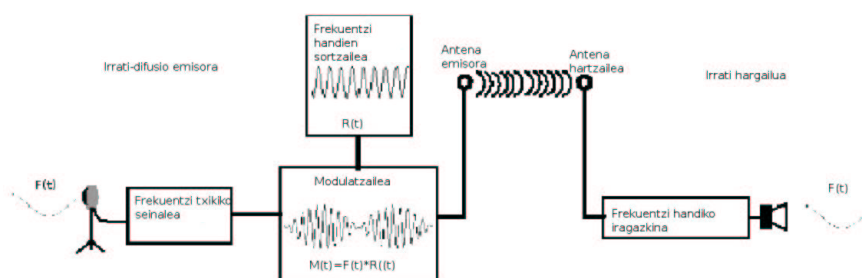 Irrati-difusio emisora
Frekuentzi
handien
sortzailea
R(t)
Antena
emisora
Antena
hartzailea
Irrati hargailua
F(t)
Frekuentzi txikiko
seinalea
Modulatzailea
M(t)=F(t)*R((t)
Frekuentzi handiko
iragazkina
F(t)